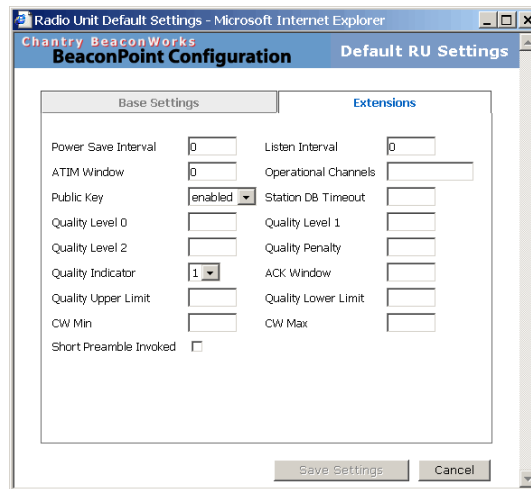 Radio Unit Default Settings - Microsoft Internet Explorer
Chantry BeaconWorks
BeaconPoint Configuration Default RU Settings
Base Settings Extensions
Power Save Interval 0 Listen Interval 0
ATIM Window 0 Operational Channels
Public Key enabled Station DB Timeout
Quality Level 0 Quality Level 1
Quality Level 2 Quality Penalty
Quality Indicator 1 ACK Window
Quality Upper Limit Quality Lower Limit
CW Min CW Max
Short Preamble Invoked
Save Settings Cancel